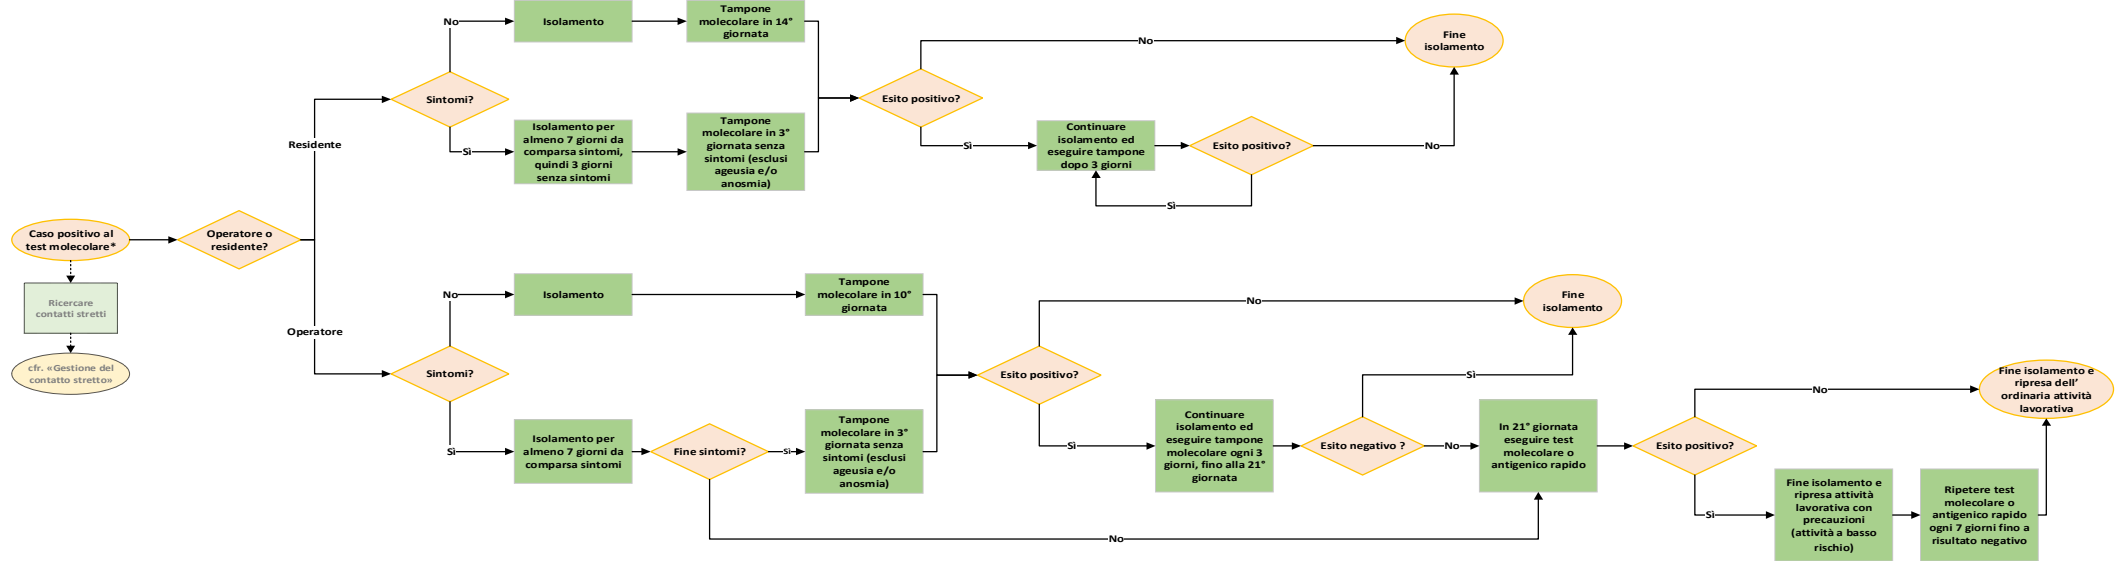 Caso positivo al
test molecolare*
Ricercare
contatti stretti
cfr. «Gestione del
contatto stretto»
Operatore o
residente?
Residente
Sintomi?
No
Isolamento
Tampone
molecolare in 14°
giornata
Sì
Isolamento per
almeno 7 giorni da
comparsa sintomi,
quindi 3 giorni
senza sintomi
Tampone
molecolare in 3°
giornata senza
sintomi (esclusi
ageusia e/o
anosmia)
Esito positivo?
No
Fine
isolamento
Sì
Continuare
isolamento ed
eseguire tampone
dopo 3 giorni
Esito positivo?
No
Sì
Operatore
Sintomi?
No
Isolamento
Tampone
molecolare in 10°
giornata
Sì
Isolamento per
almeno 7 giorni da
comparsa sintomi
Fine sintomi?
Sì
Tampone
molecolare in 3°
giornata senza
sintomi (esclusi
ageusia e/o
anosmia)
No
Esito positivo?
No
Fine
isolamento
Sì
Continuare
isolamento ed
eseguire tampone
molecolare ogni 3
giorni, fino alla 21°
giornata
Esito negativo ?
Sì
No
In 21° giornata
eseguire test
molecolare o
antigenico rapido
Esito positivo?
No
Fine isolamento e
ripresa dell’
ordinaria attività
lavorativa
Sì
Fine isolamento e
ripresa attività
lavorativa con
precauzioni
(attività a basso
rischio)
Ripetere test
molecolare o
antigenico rapido
ogni 7 giorni fino a
risultato negativo